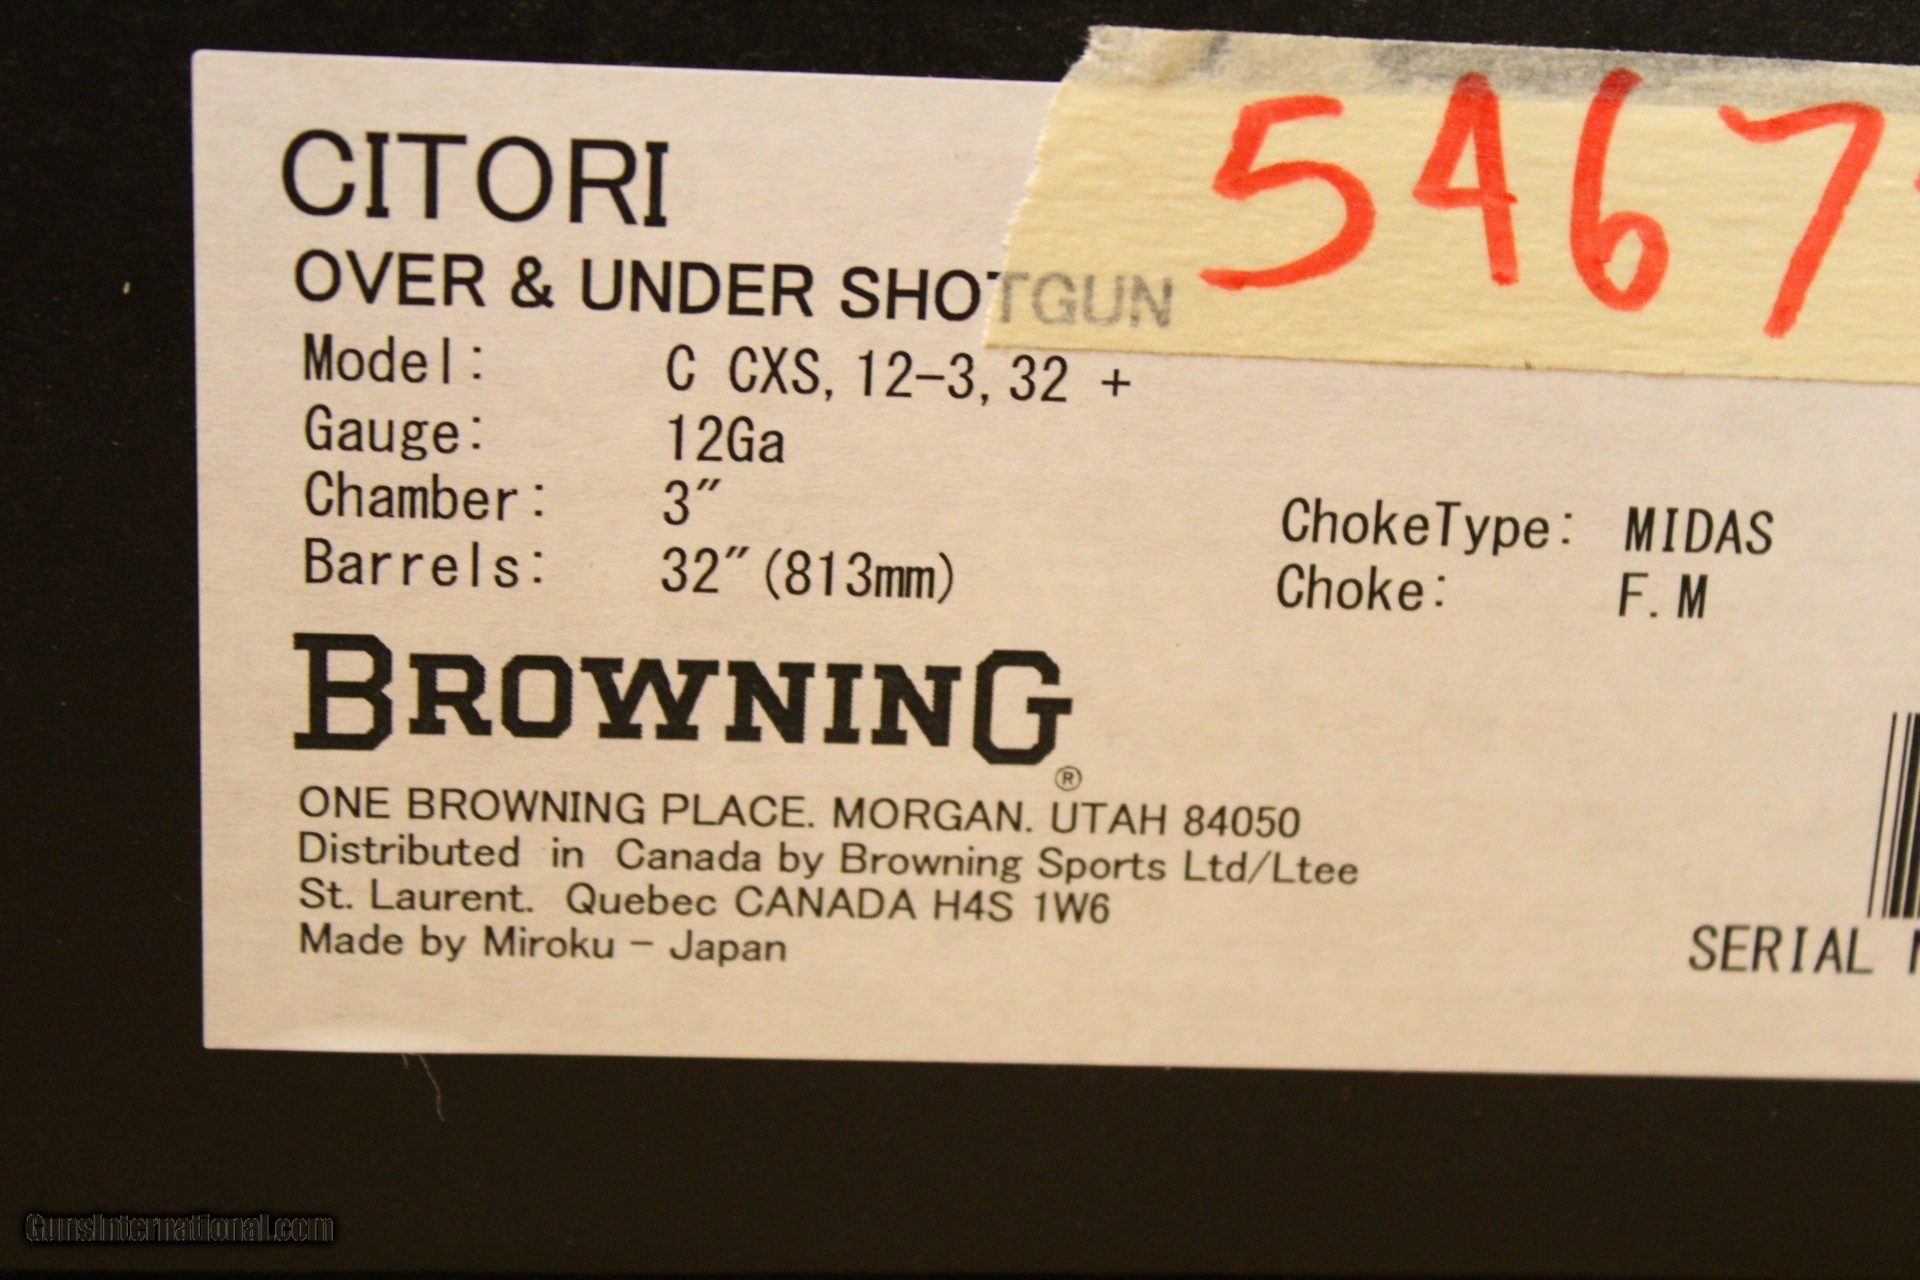 5467
CITORI
OVER & UNDER SHOTGUN
Model: C CXS, 12-3, 32 +
Gauge: 12Ga
Chamber: 3" ChokeType: MIDAS
Barrels: 32"(813mm) Choke: F. M
BROWNING®
ONE BROWNING PLACE. MORGAN. UTAH 84050
Distributed in Canada by Browning Sports Ltd/Ltee
St. Laurent. Quebec CANADA H4S 1W6
Made by Miroku - Japan
SERIAL
GunsInternational.com